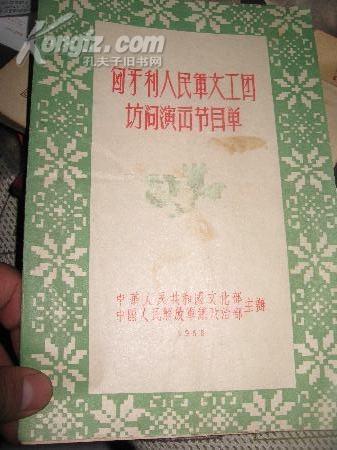 Kongfz.com
孔夫子旧书网
匈牙利人民軍文工团
訪问演出节目单
中華人民共和國文化部
中國人民解放軍總政治部 主辦